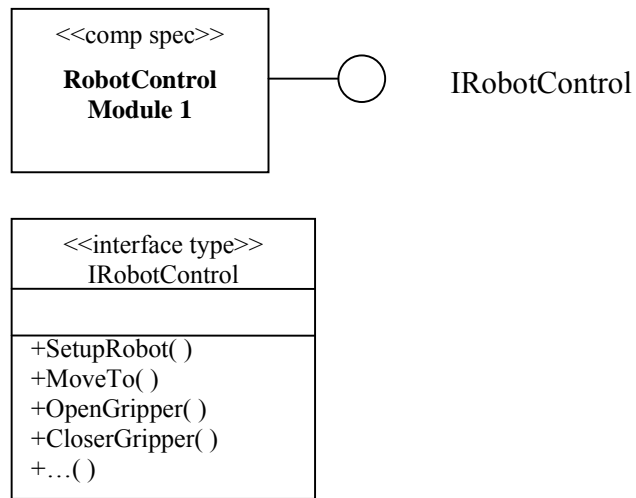 <<comp spec>>
RobotControl
Module 1
IRobotControl
<<interface type>>
IRobotControl
+SetupRobot( )
+MoveTo( )
+OpenGripper( )
+CloserGripper( )
+…( )